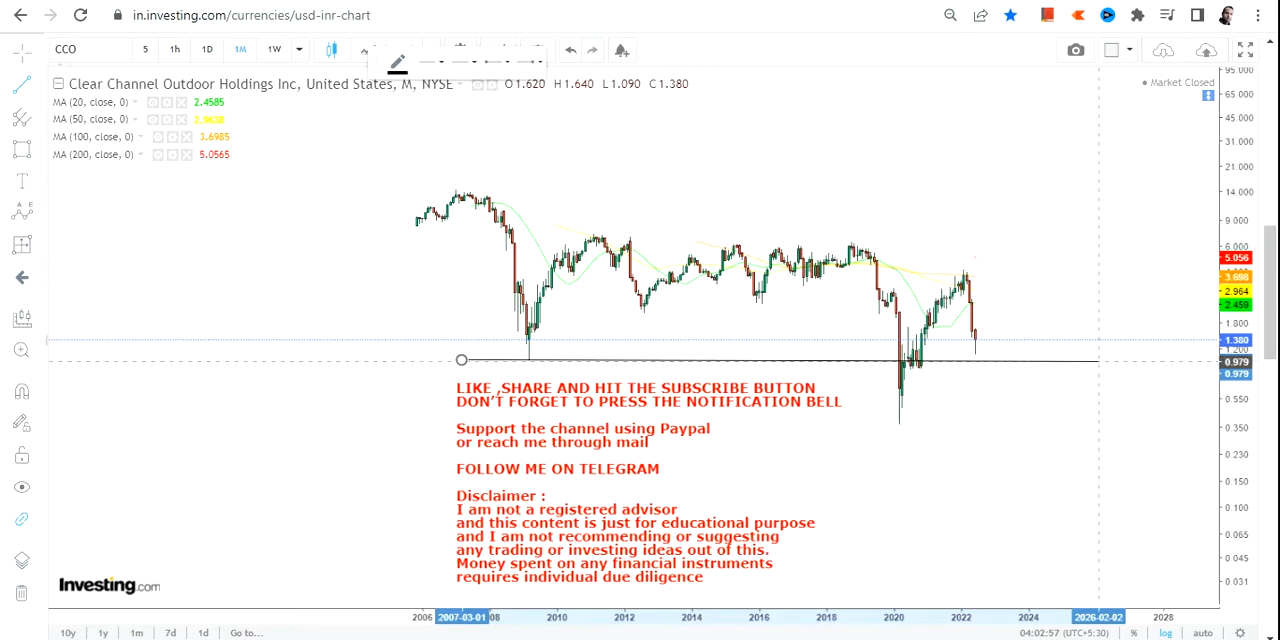 in.investing.com/currencies/usd-inr-chart
CCO 5 1h 1D 1M 1W
Clear Channel Outdoor Holdings Inc, United States, M, NYSE O1.620 H1.640 L1.090 C1.380
Market Closed
MA (20, close, 0) 2.4585
MA (50, close, 0)
MA (100, close, 0) 3.6985
MA (200, close, 0) 5.0565
95.000
65.000
45.000
31.000
21.000
14.000
9.000
6.000
5.056
3.698
2.964
2.459
1.800
1.380
1.200
0.979
0.979
0.550
0.350
0.230
0.150
0.100
0.065
0.045
0.031
LIKE ,SHARE AND HIT THE SUBSCRIBE BUTTON
DON'T FORGET TO PRESS THE NOTIFICATION BELL
Support the channel using Paypal
or reach me through mail
FOLLOW ME ON TELEGRAM
Disclaimer :
I am not a registered advisor
and this content is just for educational purpose
and I am not recommending or suggesting
any trading or investing ideas out of this.
Money spent on any financial instruments
requires individual due diligence
Investing.com
2006 2007-03-01 08 2010 2012 2014 2016 2018 2020 2022 2024 2026-02-02 2028
10y 1y 1m 7d 1d Go to... 04:02:57 (UTC+5:30) % log auto